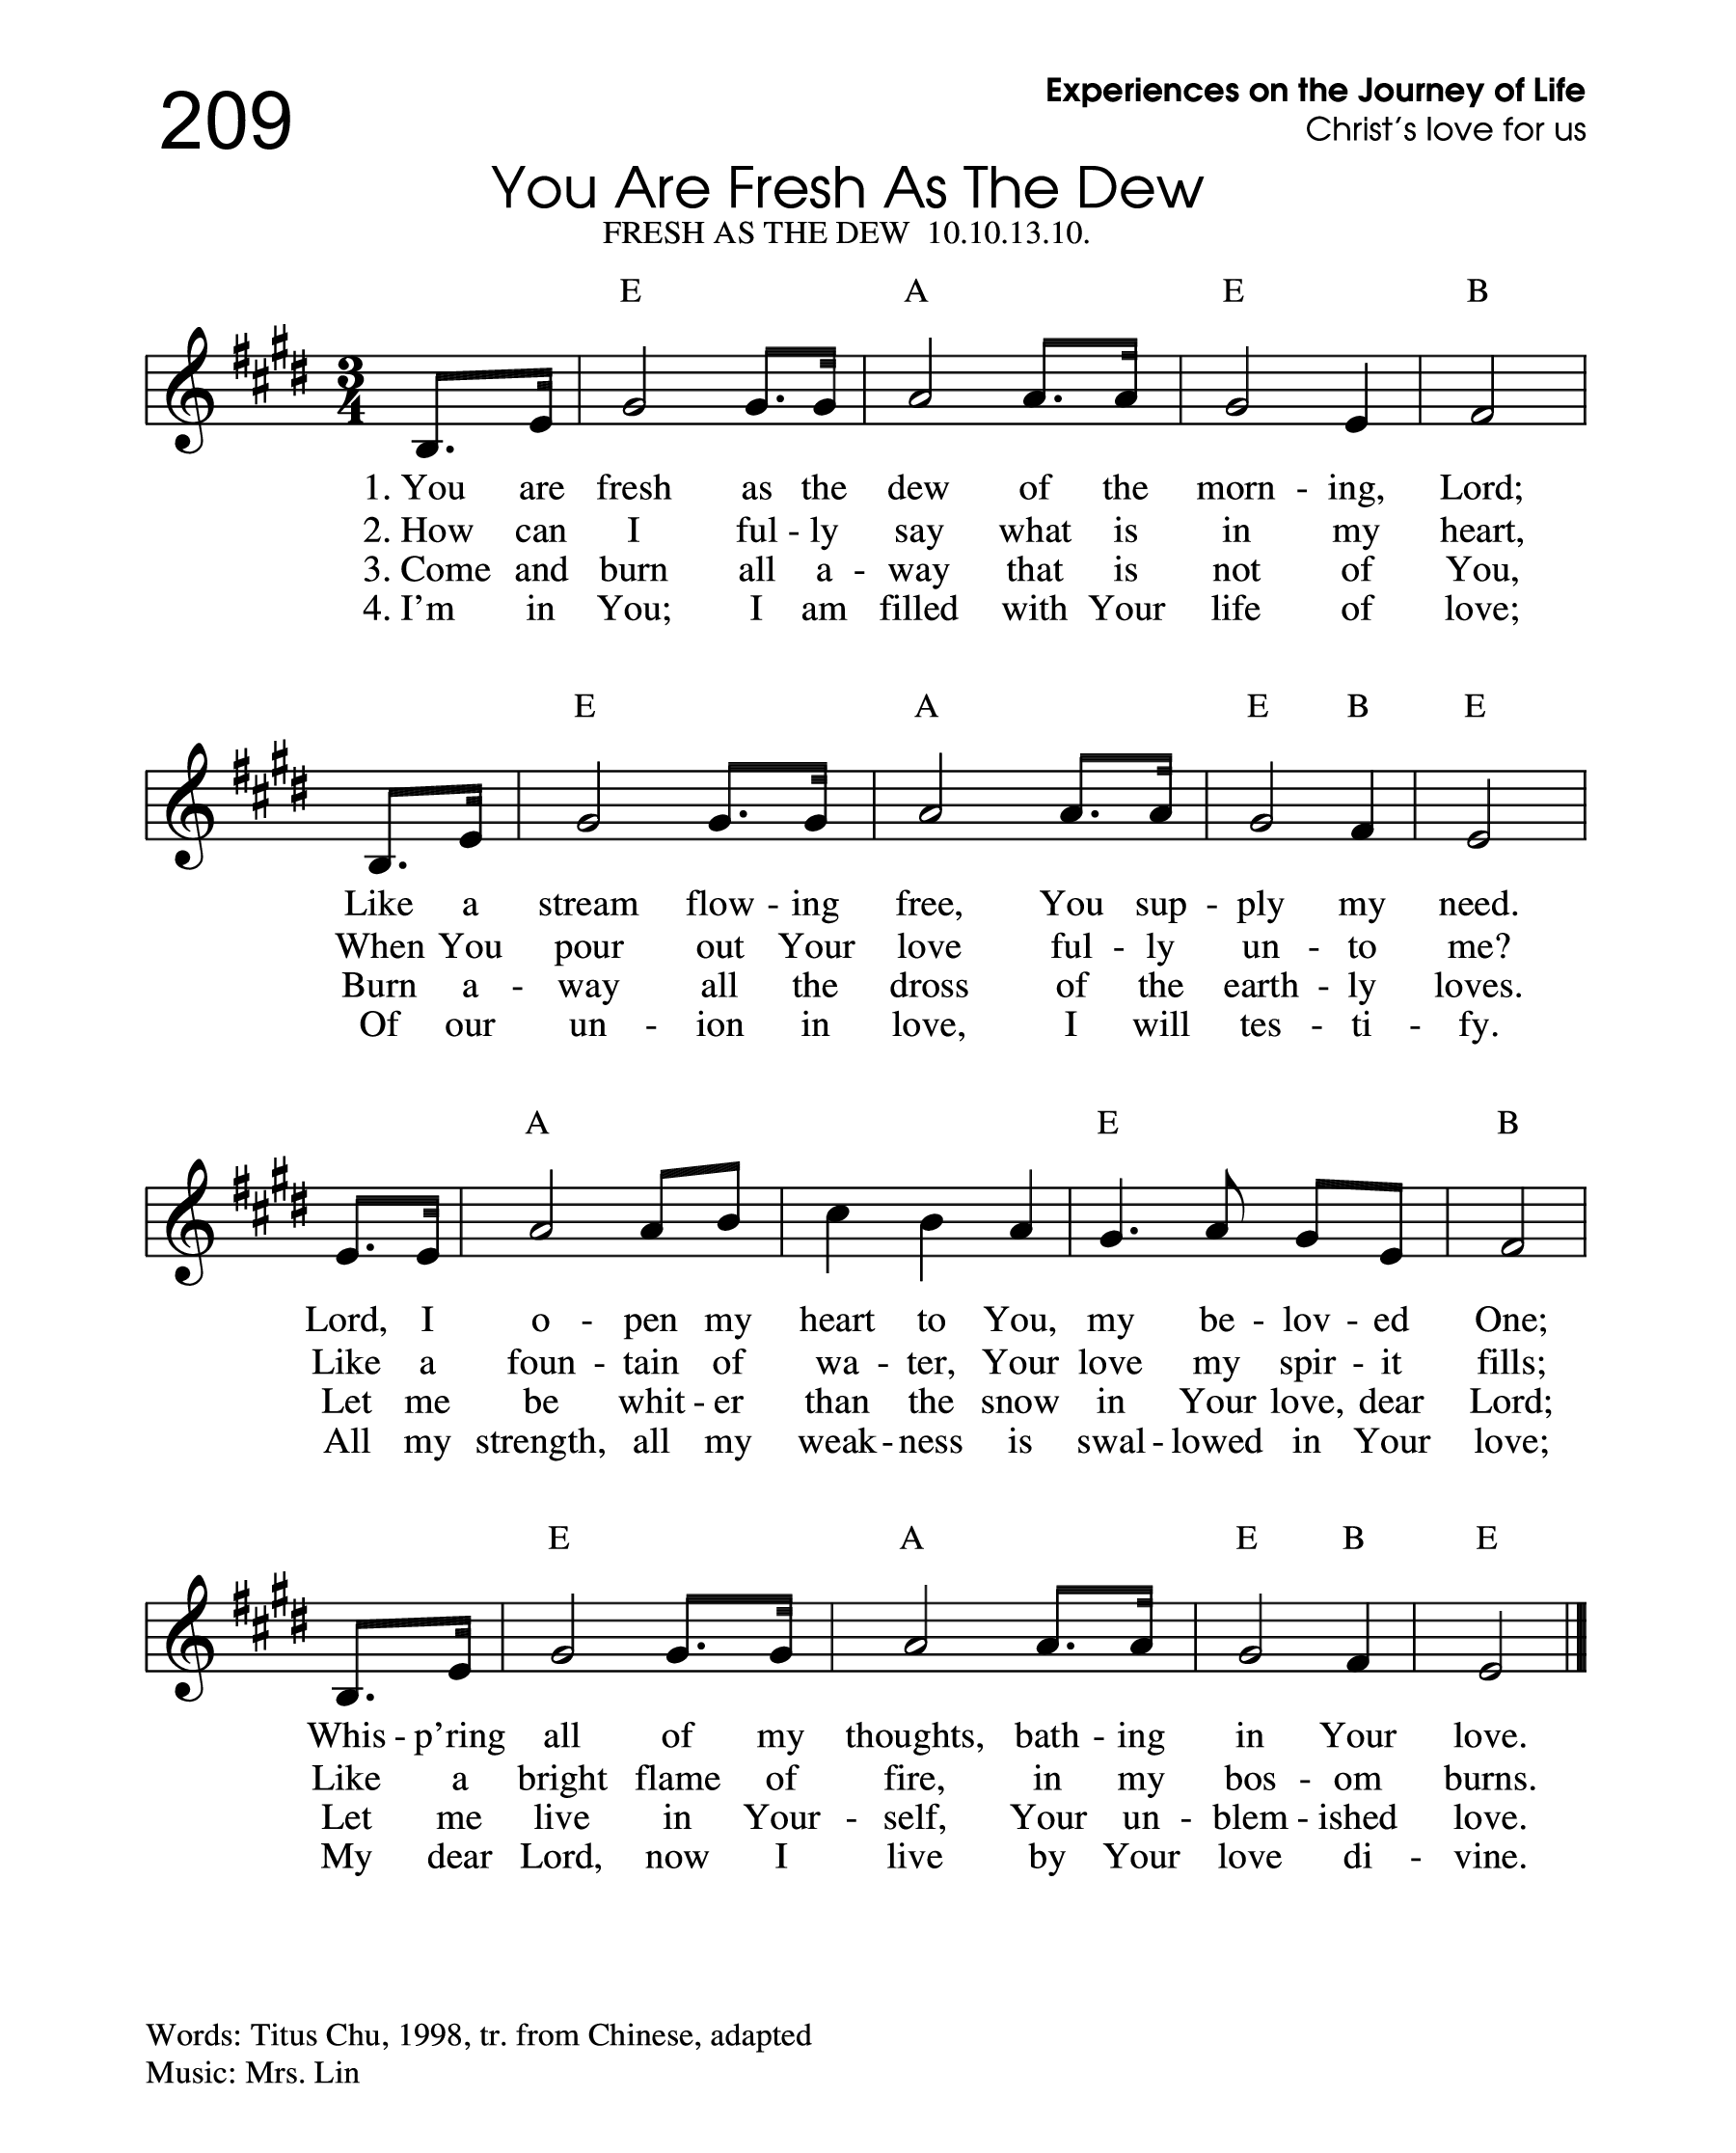 209
Experiences on the Journey of Life
Christ's love for us
You Are Fresh As The Dew
FRESH AS THE DEW 10.10.13.10.
E A E B
1. You are fresh as the dew of the morn - ing, Lord;
2. How can I ful - ly say what is in my heart,
3. Come and burn all a - way that is not of You,
4. I'm in You; I am filled with Your life of love;
E A E B E
Like a stream flow - ing free, You sup - ply my need.
When You pour out Your love ful - ly un - to me?
Burn a - way all the dross of the earth - ly loves.
Of our un - ion in love, I will tes - ti - fy.
A E B
Lord, I o - pen my heart to You, my be - lov - ed One;
Like a foun - tain of wa - ter, Your love my spir - it fills;
Let me be whit - er than the snow in Your love, dear Lord;
All my strength, all my weak - ness is swal - lowed in Your love;
E A E B E
Whis - p'ring all of my thoughts, bath - ing in Your love.
Like a bright flame of fire, in my bos - om burns.
Let me live in Your - self, Your un - blem - ished love.
My dear Lord, now I live by Your love di - vine.
Words: Titus Chu, 1998, tr. from Chinese, adapted
Music: Mrs. Lin